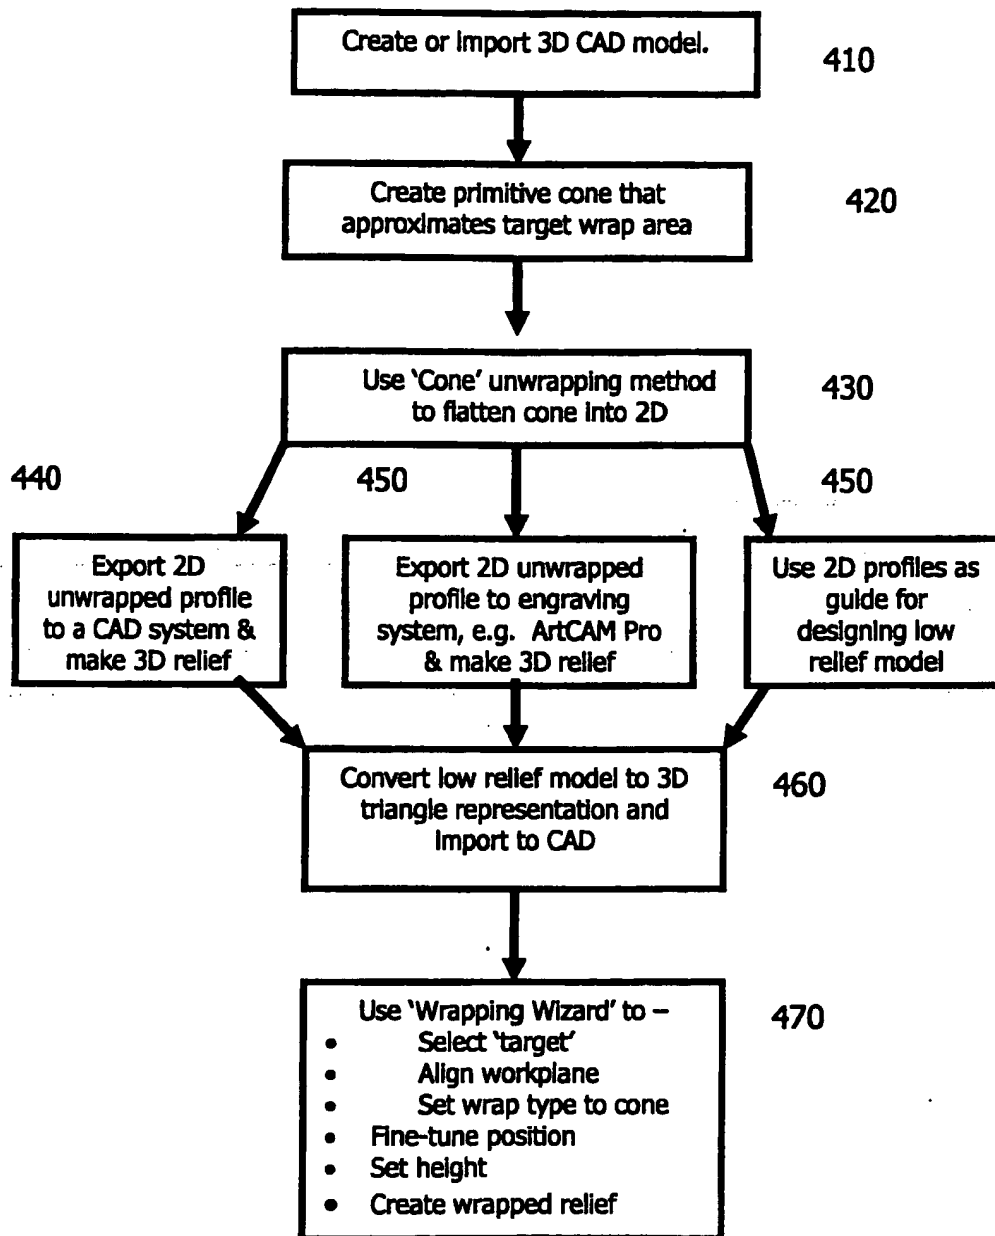 Create or import 3D CAD model.
410
Create primitive cone that
approximates target wrap area
420
Use 'Cone' unwrapping method
to flatten cone into 2D
430
440
450
450
Export 2D
unwrapped profile
to a CAD system &
make 3D relief
Export 2D unwrapped
profile to engraving
system, e.g. ArtCAM Pro
& make 3D relief
Use 2D profiles as
guide for
designing low
relief model
Convert low relief model to 3D
triangle representation and
import to CAD
460
Use 'Wrapping Wizard' to –
• Select 'target'
• Align workplane
• Set wrap type to cone
• Fine-tune position
• Set height
• Create wrapped relief
470